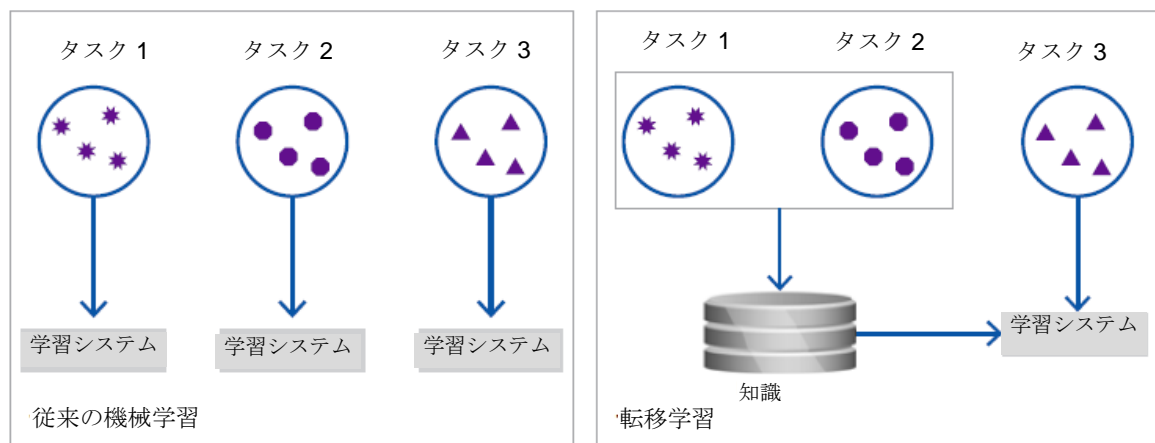 タスク 1
タスク 2
タスク 3
学習システム
学習システム
学習システム
従来の機械学習
タスク 1
タスク 2
タスク 3
学習システム
知識
転移学習